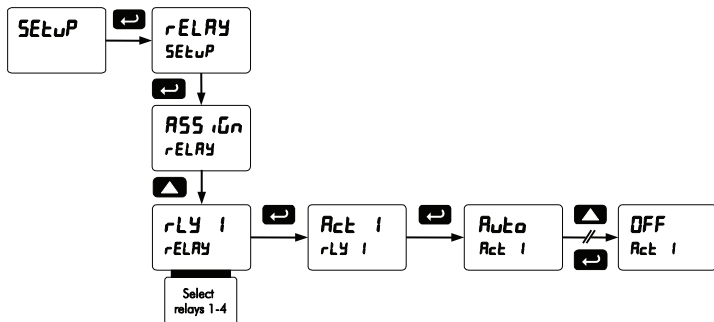 SEtuP
rELAY
SEtuP
ASSiGn
rELAY
rLY 1
rELAY
Act 1
rLY 1
Auto
Act 1
OFF
Act 1
Select
relays 1-4